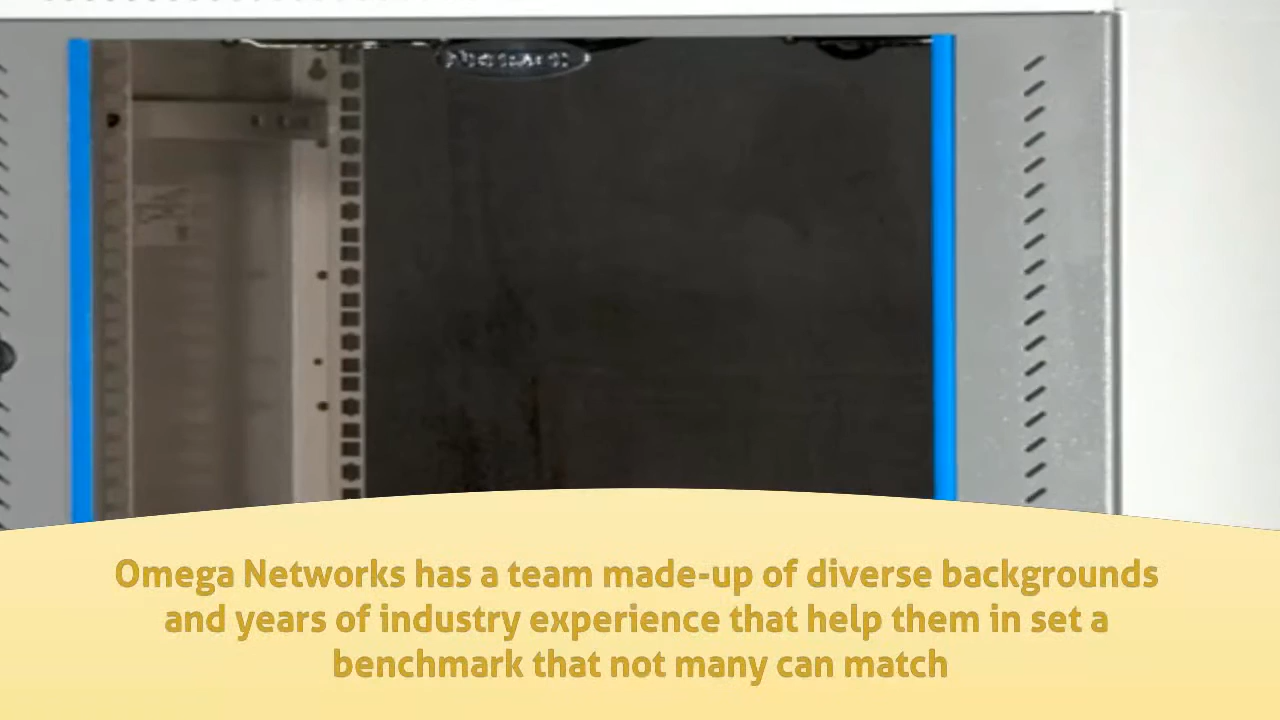 Omega Networks has a team made-up of diverse backgrounds
and years of industry experience that help them in set a
benchmark that not many can match